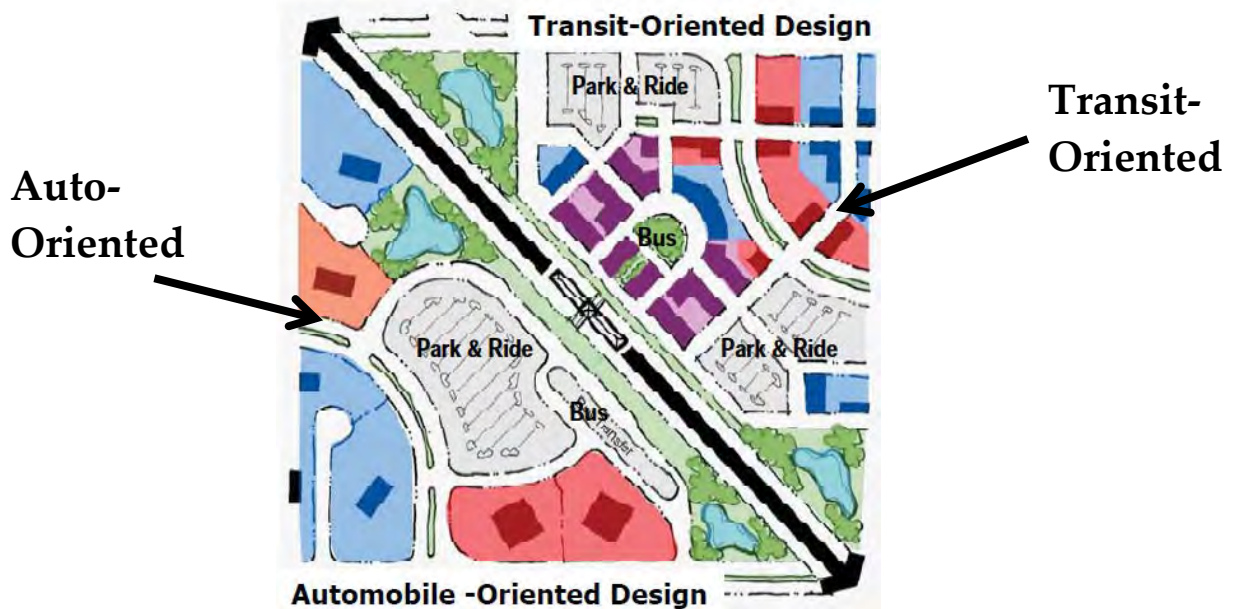 Transit-Oriented Design
Park & Ride
Transit-
Oriented
Auto-
Oriented
Bus
Park & Ride
Park & Ride
Bus
Transfer
Automobile -Oriented Design